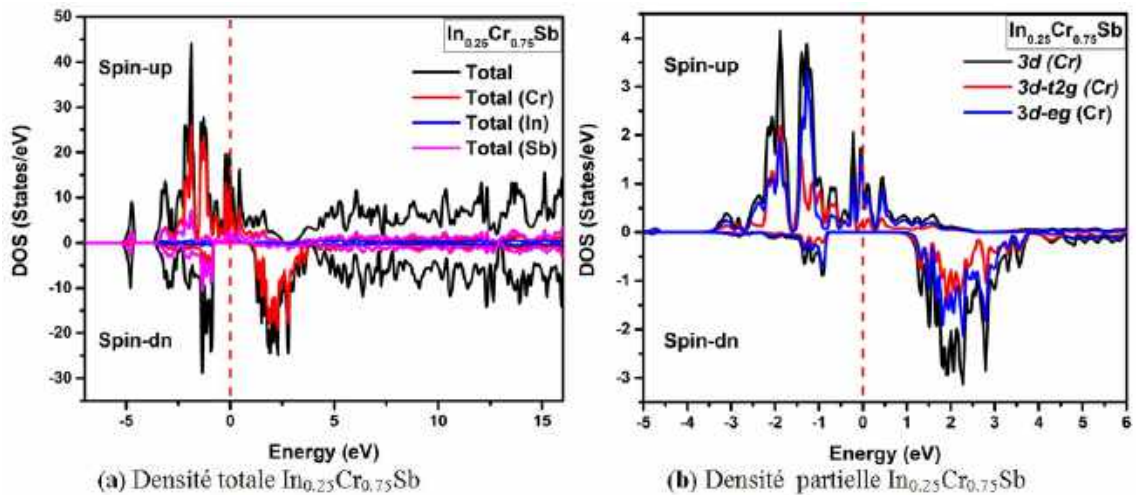 In0.25Cr0.75Sb
Spin-up
Total
Total (Cr)
Total (In)
Total (Sb)
Spin-dn
DOS (States/eV)
50
40
30
20
10
0
-10
-20
-30
-5
0
5
10
15
Energy (eV)
(a) Densité totale In0.25Cr0.75Sb
In0.25Cr0.75Sb
Spin-up
3d (Cr)
3d-t2g (Cr)
3d-eg (Cr)
Spin-dn
DOS (States/eV)
4
3
2
1
0
-1
-2
-3
-5
-4
-3
-2
-1
0
1
2
3
4
5
6
Energy (eV)
(b) Densité partielle In0.25Cr0.75Sb